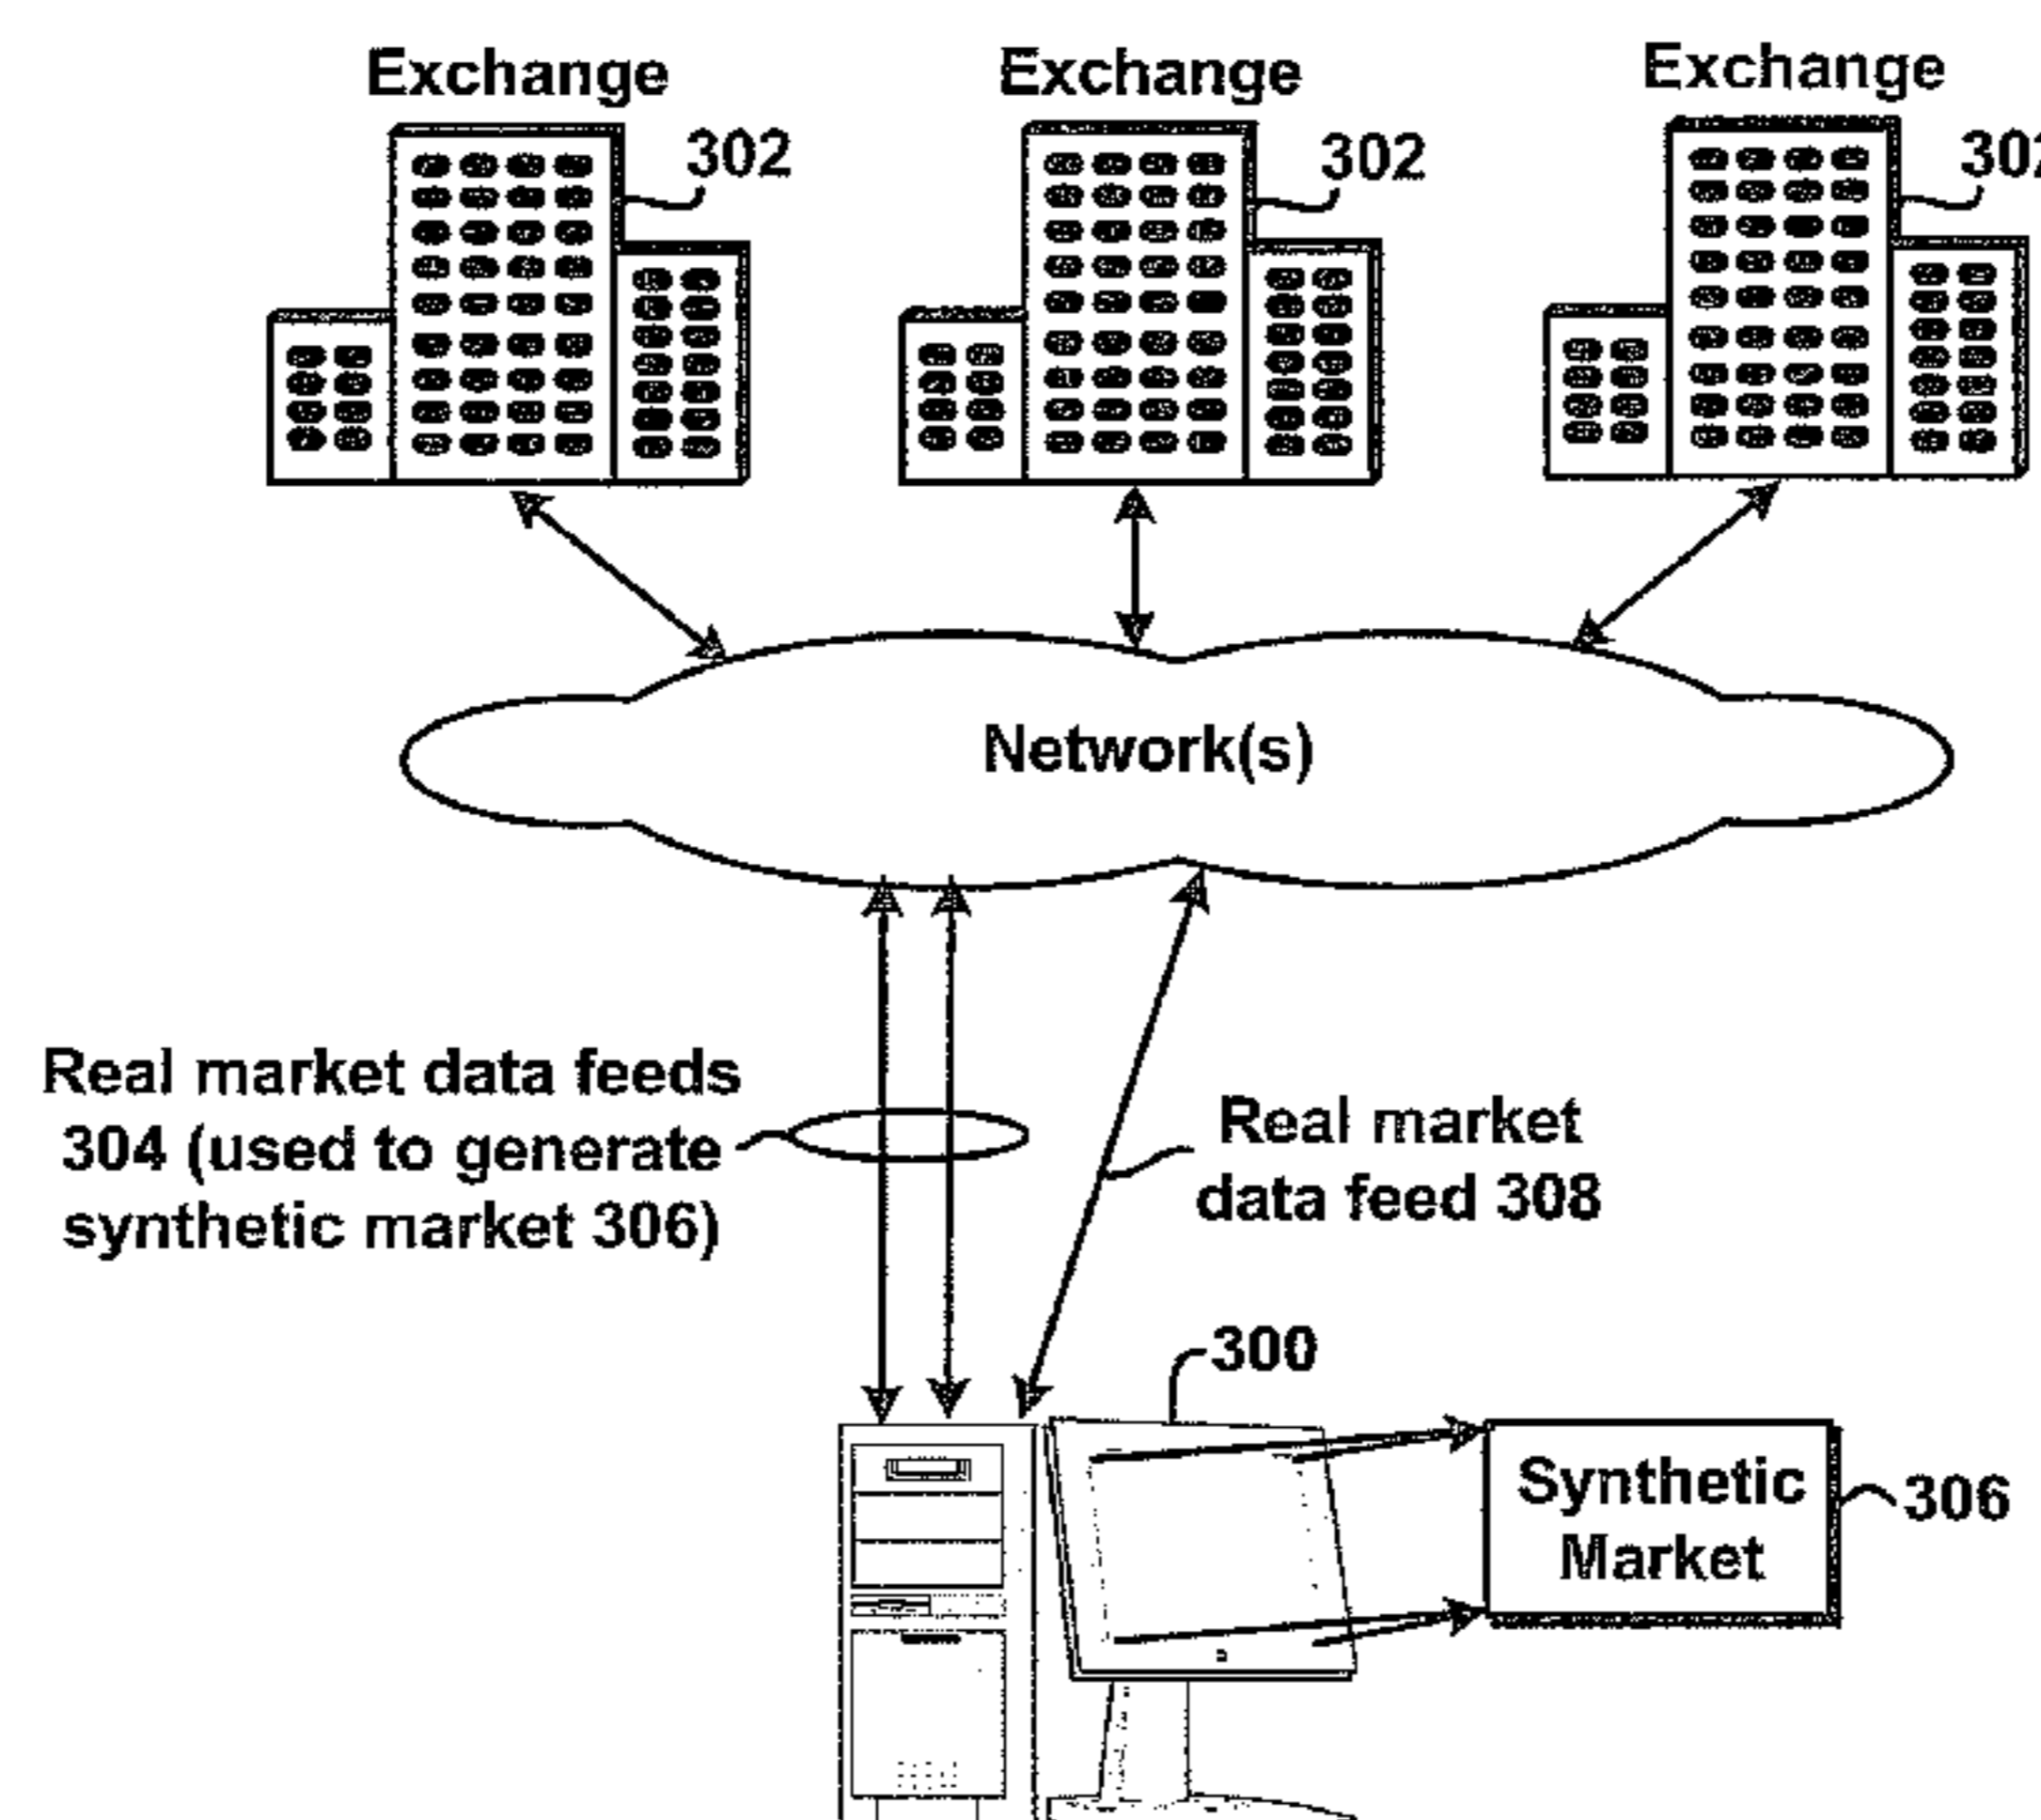 Exchange
Exchange
Exchange
302
302
Network(s)
Real market data feeds
304 (used to generate
synthetic market 306)
Real market
data feed 308
300
Synthetic
Market
306